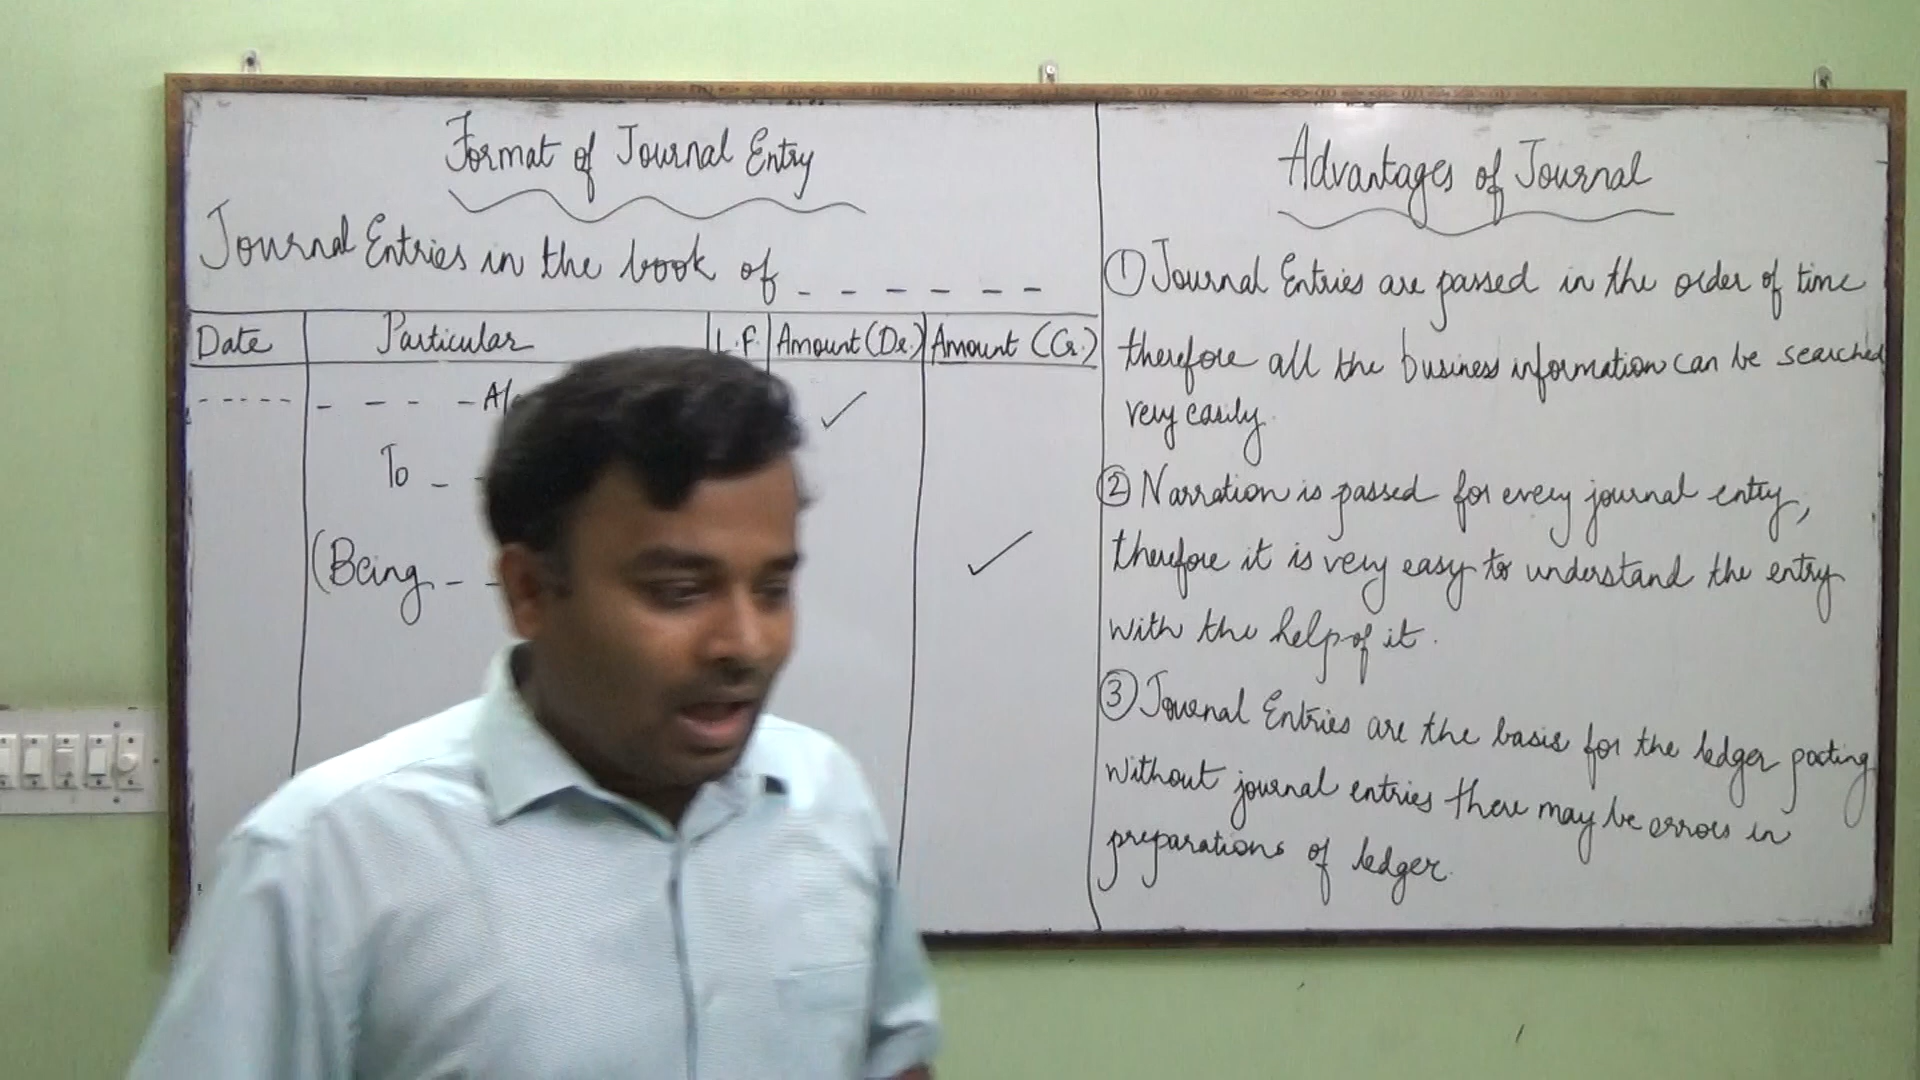 Format of Journal Entry
Journal Entries in the book of _ _ _ _ _ _
Date Particular L.F. Amount (Dr.) Amount (Cr.)
------ _ _ _ _ A/
To _ _
(Being _ _
Advantages of Journal
① Journal Entries are passed in the order of time
therefore all the business information can be searched
very easily.
② Narration is passed for every journal entry,
therefore it is very easy to understand the entry
with the help of it.
③ Journal Entries are the basis for the ledger posting
without journal entries there may be errors in
preparations of ledger.